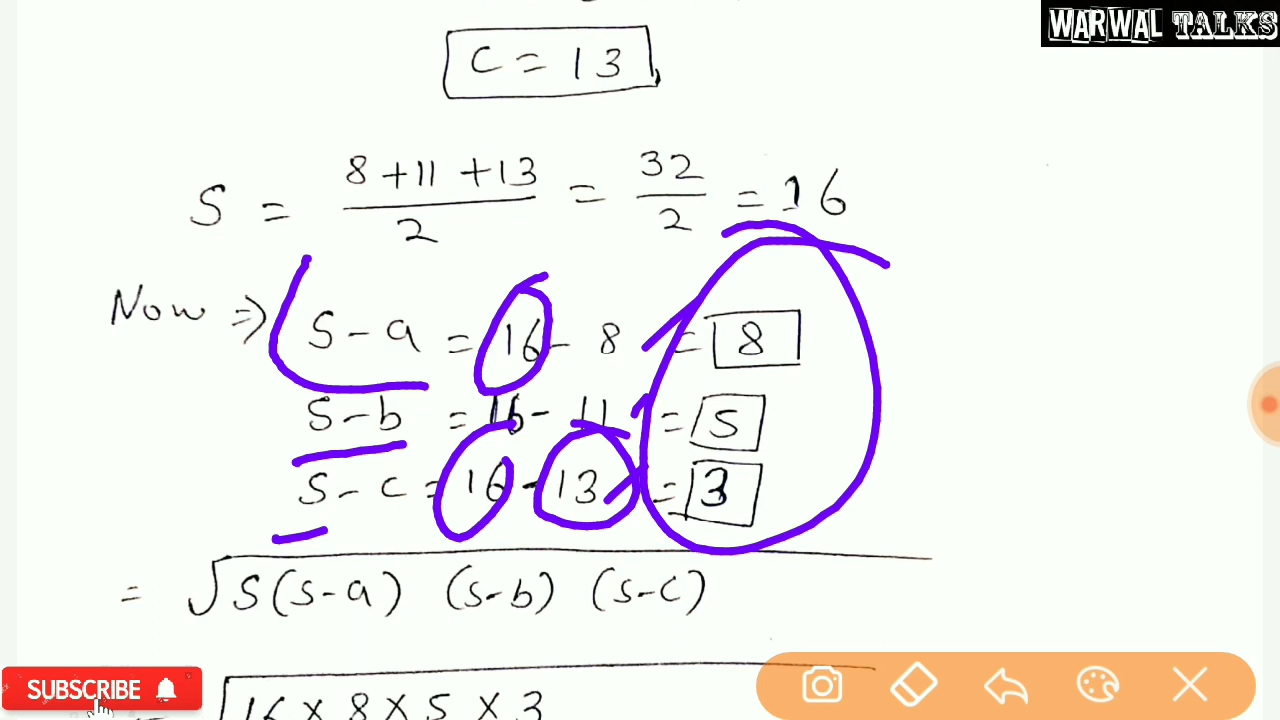 WARWAL TALKS
C = 13
S = 8 + 11 + 13 / 2 = 32 / 2 = 16
Now ⇒ S - a = 16 - 8 = 8
S - b = 16 - 11 = 5
S - c = 16 - 13 = 3
= √S(S-a) (S-b) (S-c)
= √16 × 8 × 5 × 3
SUBSCRIBE